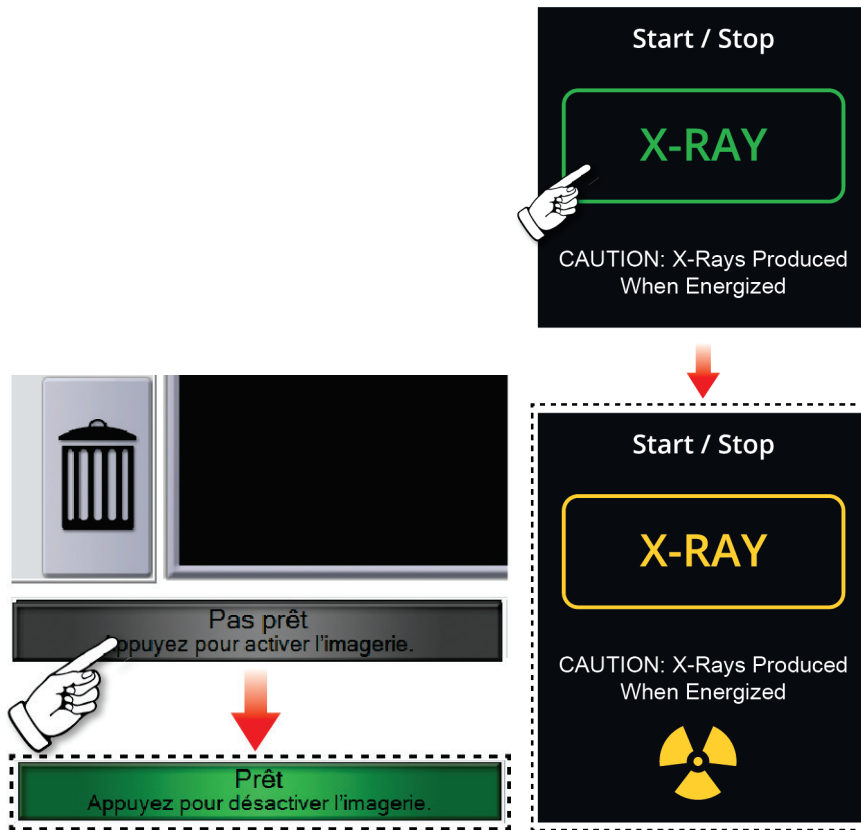 Start / Stop
X-RAY
CAUTION: X-Rays Produced
When Energized
Start / Stop
X-RAY
CAUTION: X-Rays Produced
When Energized
Pas prêt
Appuyez pour activer l'imagerie.
Prêt
Appuyez pour désactiver l'imagerie.